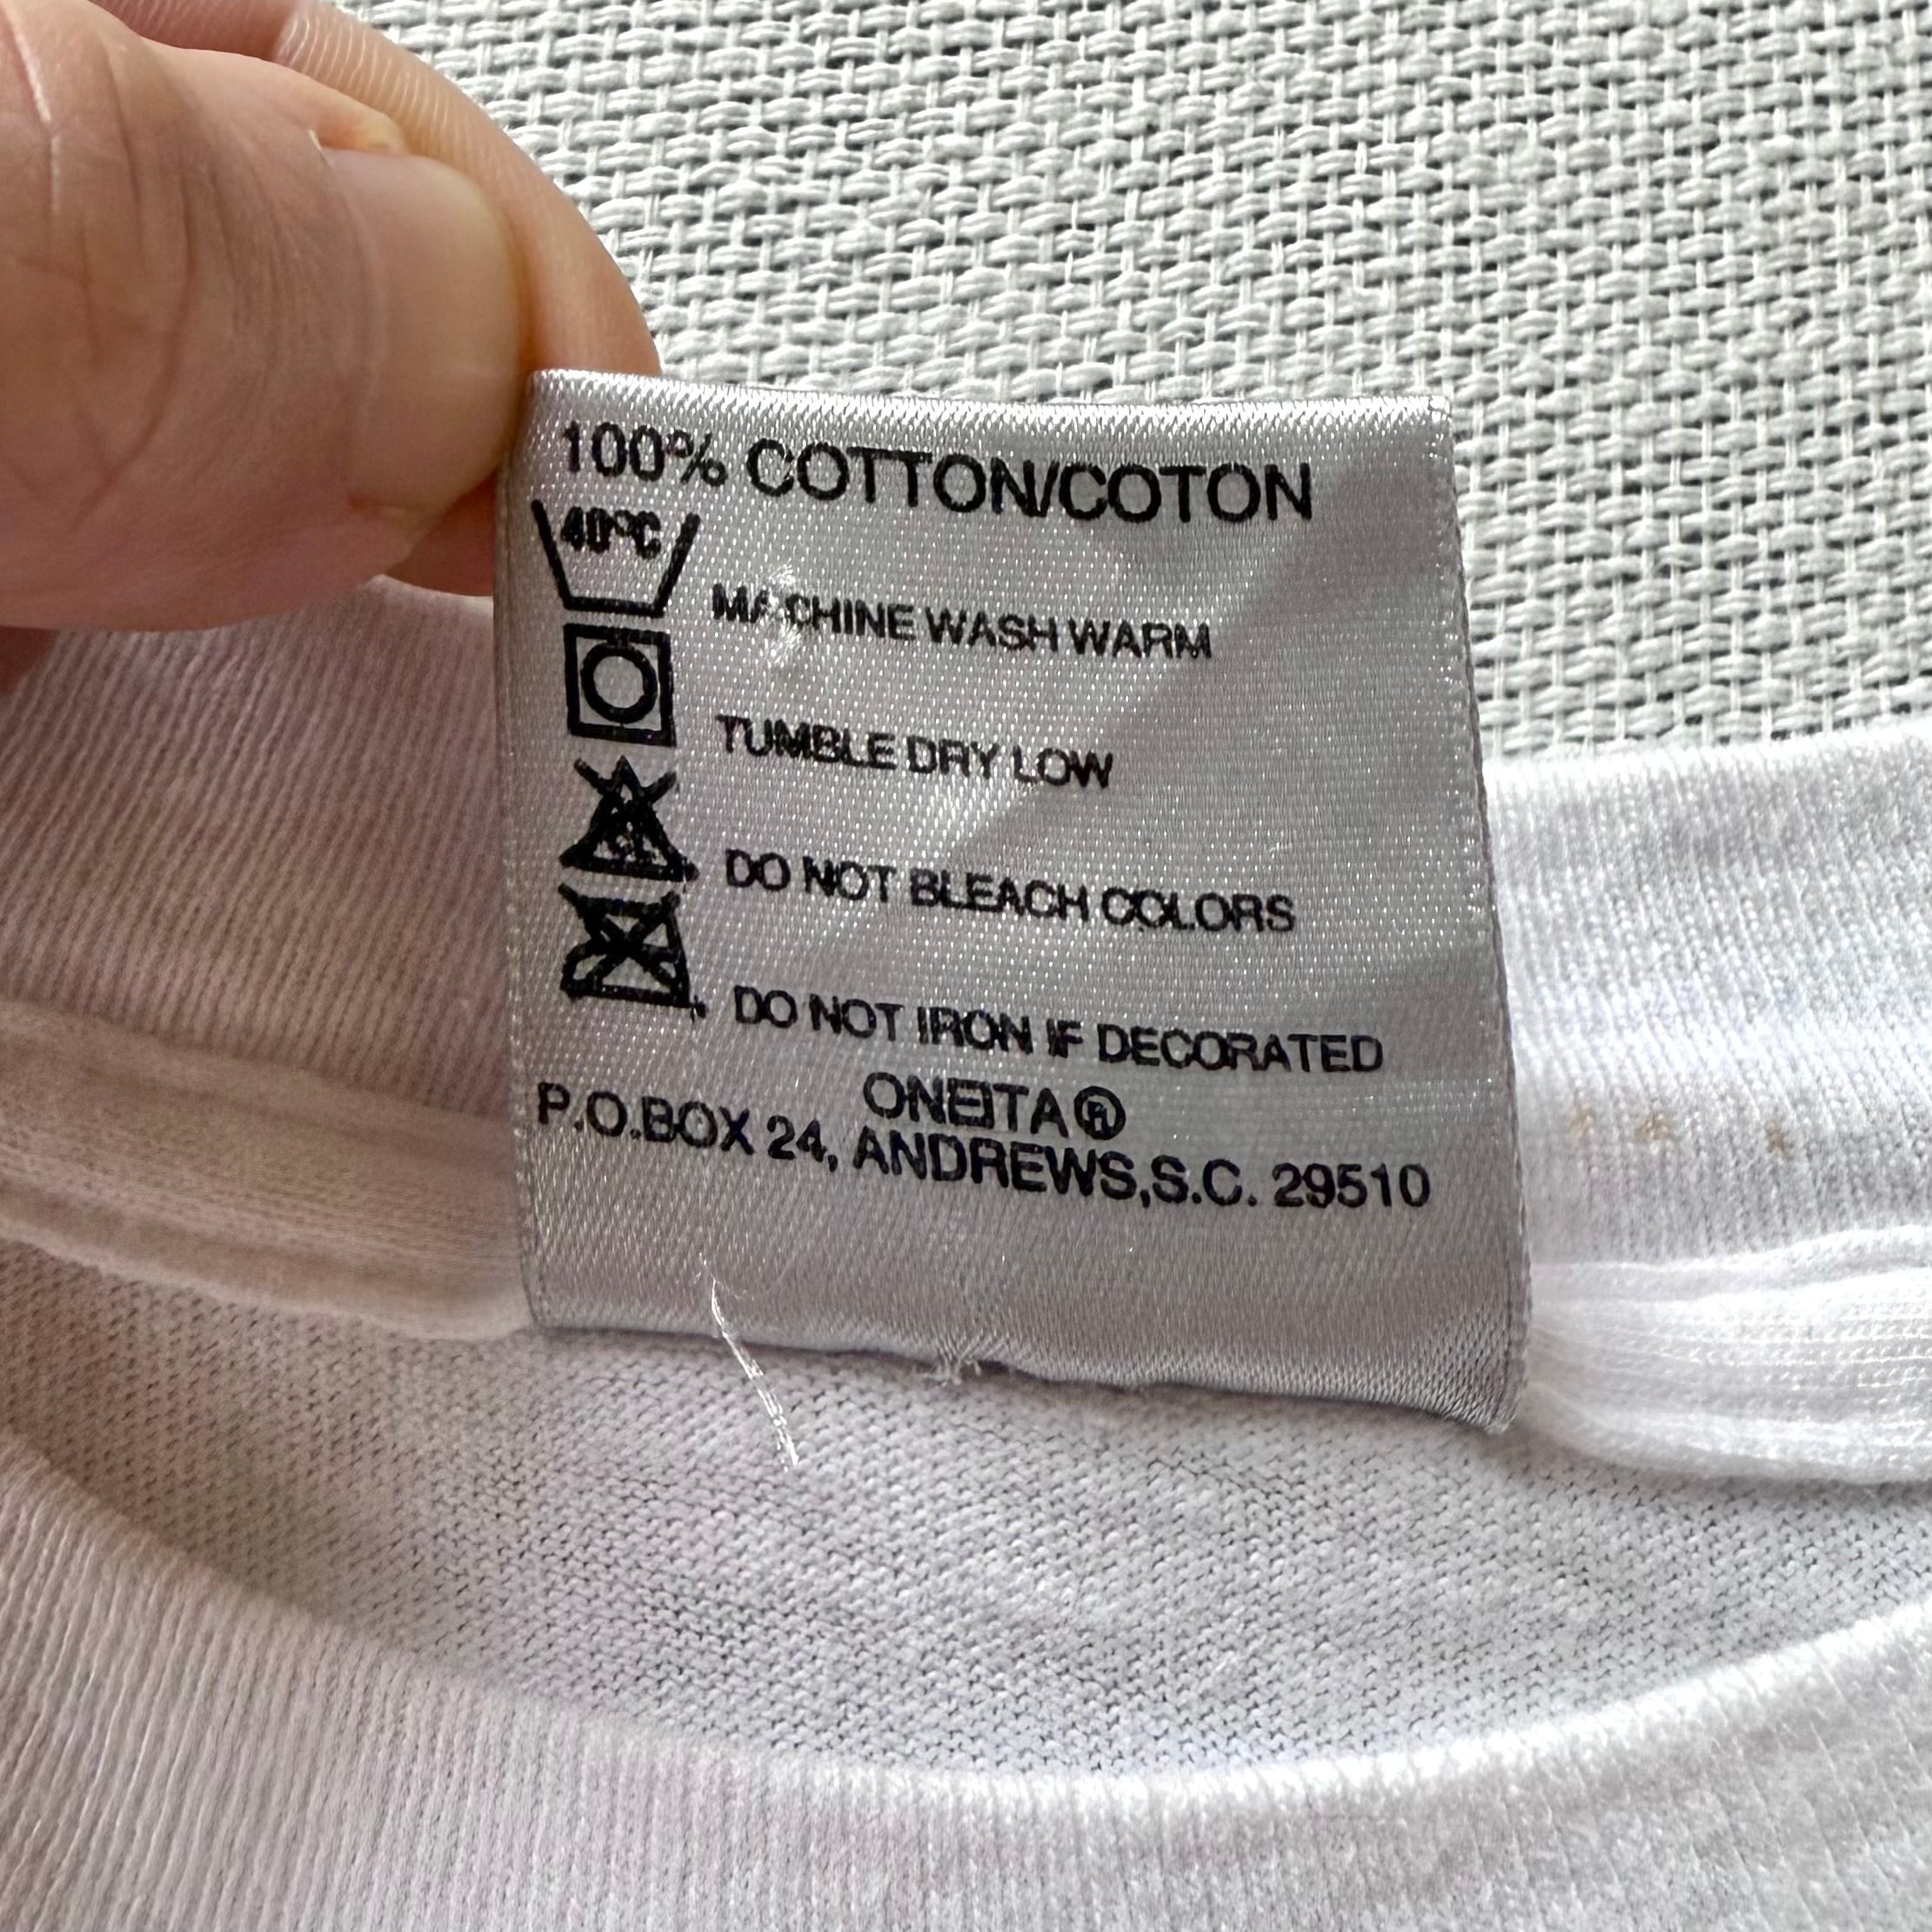 100% COTTON/COTON
40°C
MACHINE WASH WARM
TUMBLE DRY LOW
CL
DO NOT BLEACH COLORS
DO NOT IRON IF DECORATED
ONEITA®
P.O.BOX 24, ANDREWS,S.C. 29510